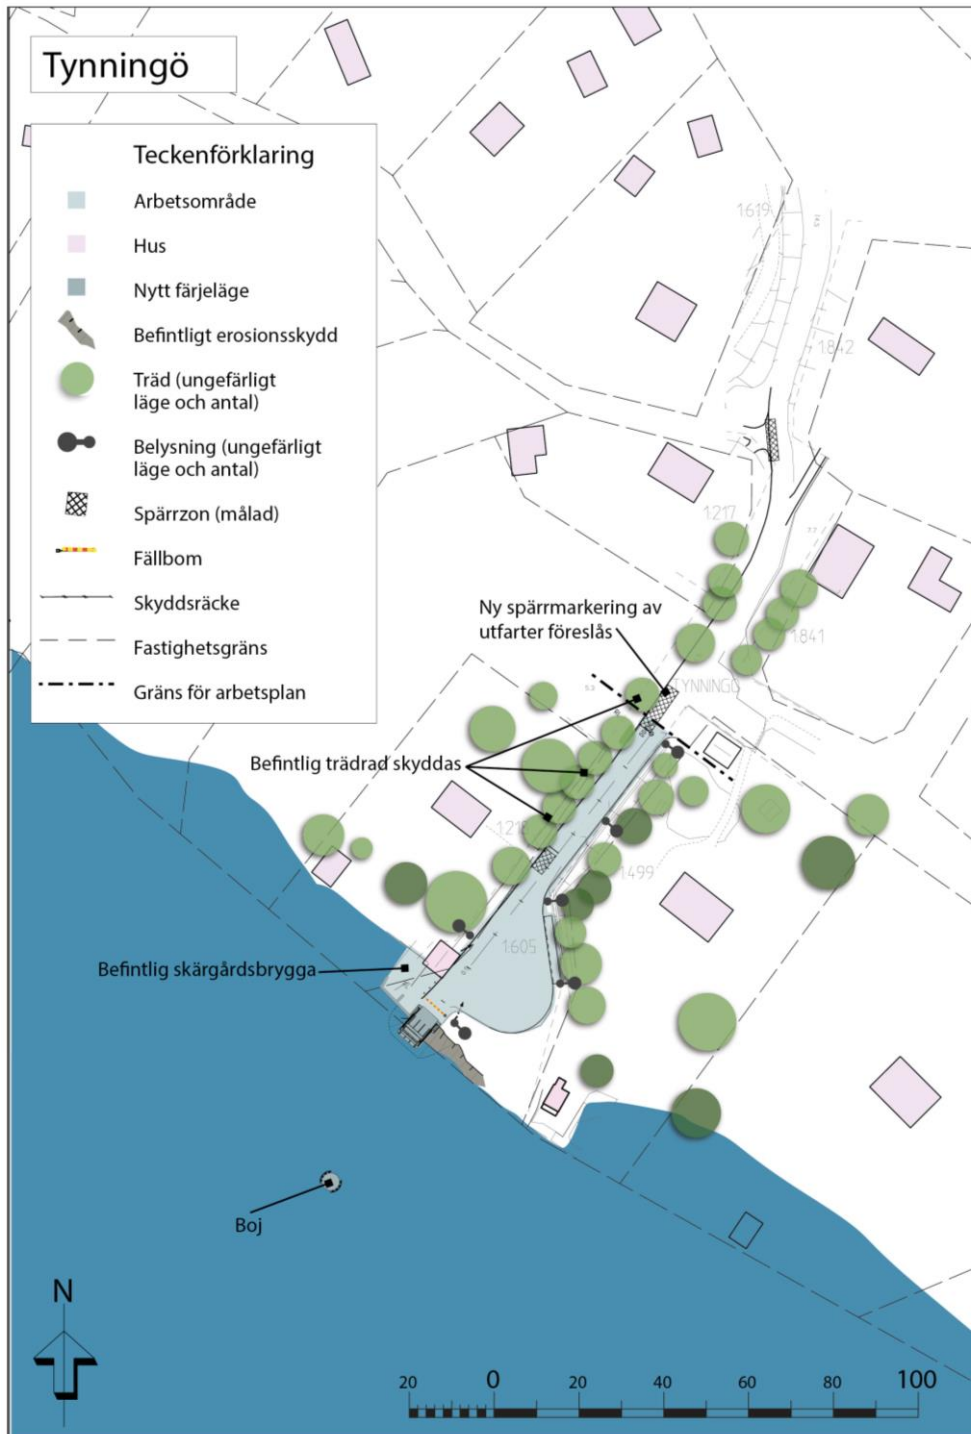 Tynningö
Teckenförklaring
Arbetsområde
Hus
Nytt färjeläge
Befintligt erosionsskydd
Träd (ungefärligt
läge och antal)
Belysning (ungefärligt
läge och antal)
Spärrzon (målad)
Fällbom
Skyddsräcke
Fastighetsgräns
Gräns för arbetsplan
1619
1842
1217
Ny spärrmarkering av
utfarter föreslås
1841
TYNNINGÖ
Befintlig trädrad skyddas
1499
1605
Befintlig skärgårdsbrygga
Boj
N
20 0 20 40 60 80 100